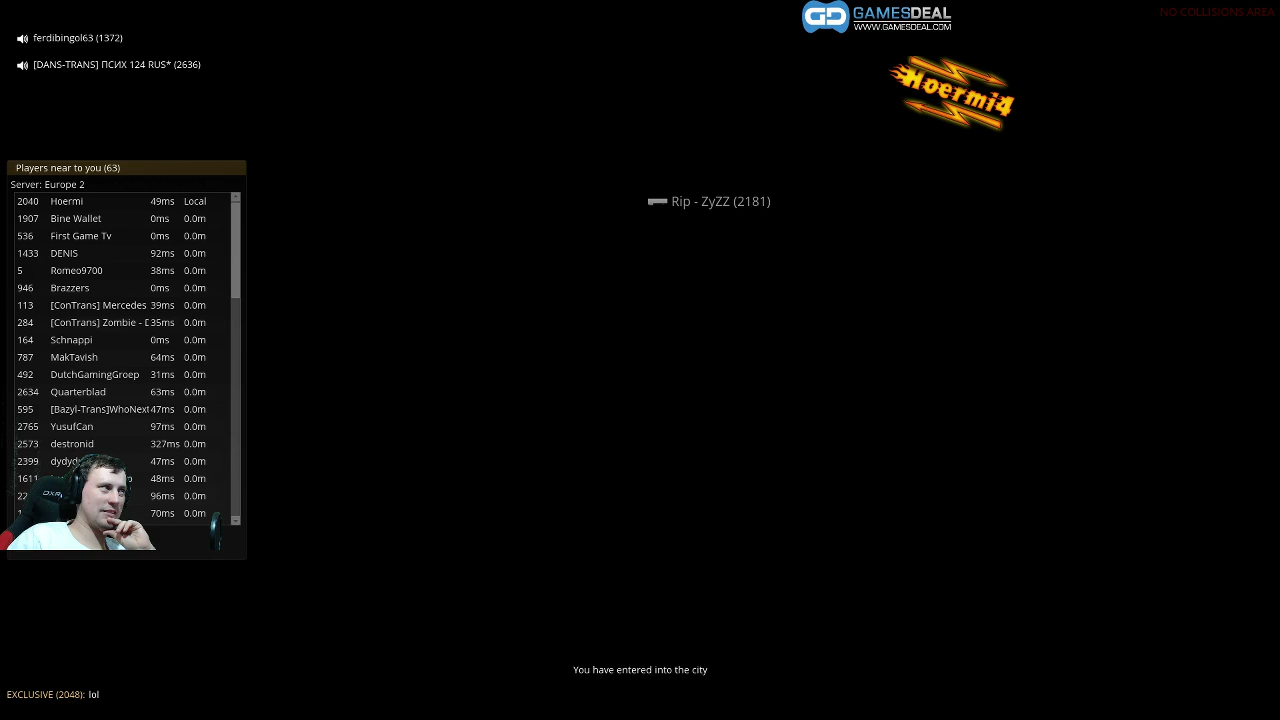 GAMESDEAL
WWW.GAMESDEAL.COM
NO COLLISIONS AREA
ferdibingol63 (1372)
[DANS-TRANS] ПСИХ 124 RUS* (2636)
Hoermi4
Players near to you (63)
Server: Europe 2
2040 Hoermi 49ms Local
1907 Bine Wallet 0ms 0.0m
536 First Game Tv 0ms 0.0m
1433 DENIS 92ms 0.0m
5 Romeo9700 38ms 0.0m
946 Brazzers 0ms 0.0m
113 [ConTrans] Mercedes 39ms 0.0m
284 [ConTrans] Zombie - D 35ms 0.0m
164 Schnappi 0ms 0.0m
787 MakTavish 64ms 0.0m
492 DutchGamingGroep 31ms 0.0m
2634 Quarterblad 63ms 0.0m
595 [Bazyl-Trans]WhoNext 47ms 0.0m
2765 YusufCan 97ms 0.0m
2573 destronid 327ms 0.0m
2399 47ms 0.0m
1611 48ms 0.0m
96ms 0.0m
70ms 0.0m
Rip - ZyZZ (2181)
You have entered into the city
EXCLUSIVE (2048): lol